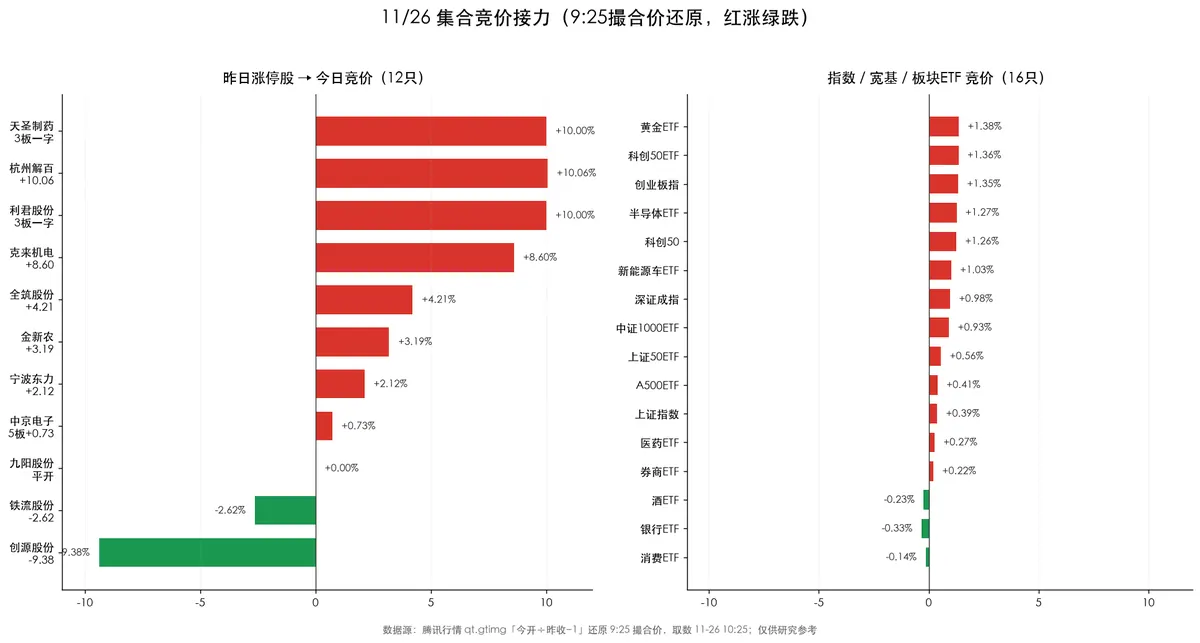 11/26 集合竞价接力（9:25撮合价还原，红涨绿跌）
昨日涨停股 → 今日竞价（12只）
天圣制药
3板一字
+10.00%
杭州解百
+10.06
+10.06%
利君股份
3板一字
+10.00%
克来机电
+8.60
+8.60%
全筑股份
+4.21
+4.21%
金新农
+3.19
+3.19%
宁波东力
+2.12
+2.12%
中京电子
5板+0.73
+0.73%
九阳股份
平开
+0.00%
铁流股份
-2.62
-2.62%
创源股份
-9.38
-9.38%
-10
-5
0
5
10
指数 / 宽基 / 板块ETF 竞价（16只）
黄金ETF
+1.38%
科创50ETF
+1.36%
创业板指
+1.35%
半导体ETF
+1.27%
科创50
+1.26%
新能源车ETF
+1.03%
深证成指
+0.98%
中证1000ETF
+0.93%
上证50ETF
+0.56%
A500ETF
+0.41%
上证指数
+0.39%
医药ETF
+0.27%
券商ETF
+0.22%
酒ETF
-0.23%
银行ETF
-0.33%
消费ETF
-0.14%
-10
-5
0
5
10
数据源：腾讯行情 qt.gtimg「今开÷昨收−1」还原 9:25 撮合价，取数 11-26 10:25；仅供研究参考